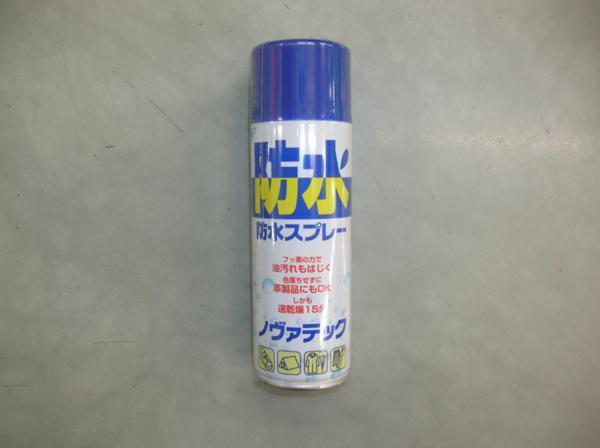 防水
防水スプレー
フッ素の力で
油汚れもはじく
色落ちせずに
革製品にもOK
しかも
速乾燥15分
ノヴァテック